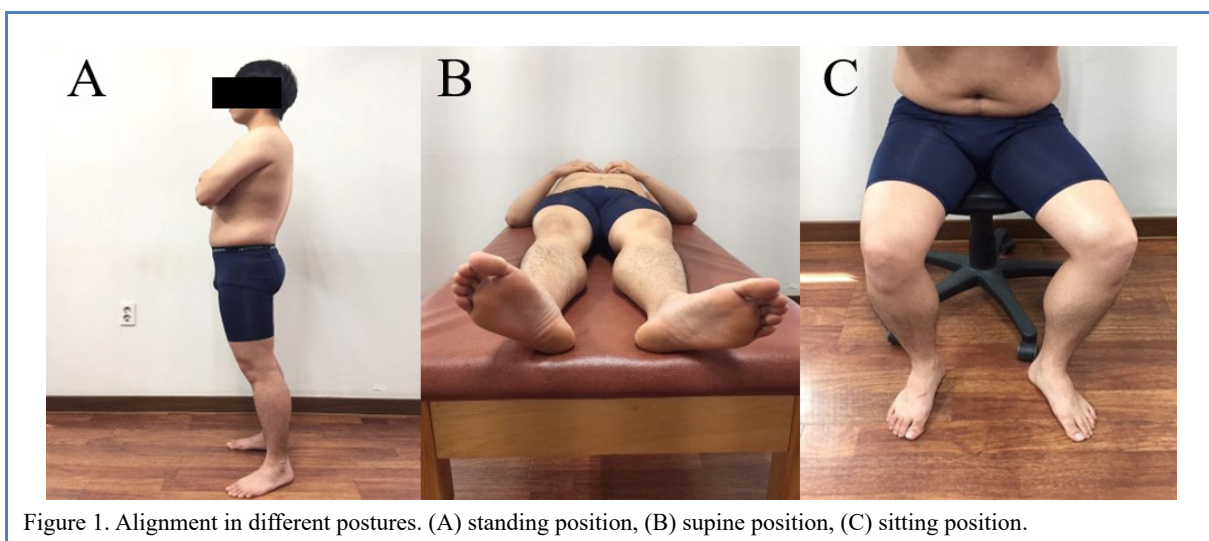 A
B
C
Figure 1. Alignment in different postures. (A) standing position, (B) supine position, (C) sitting position.